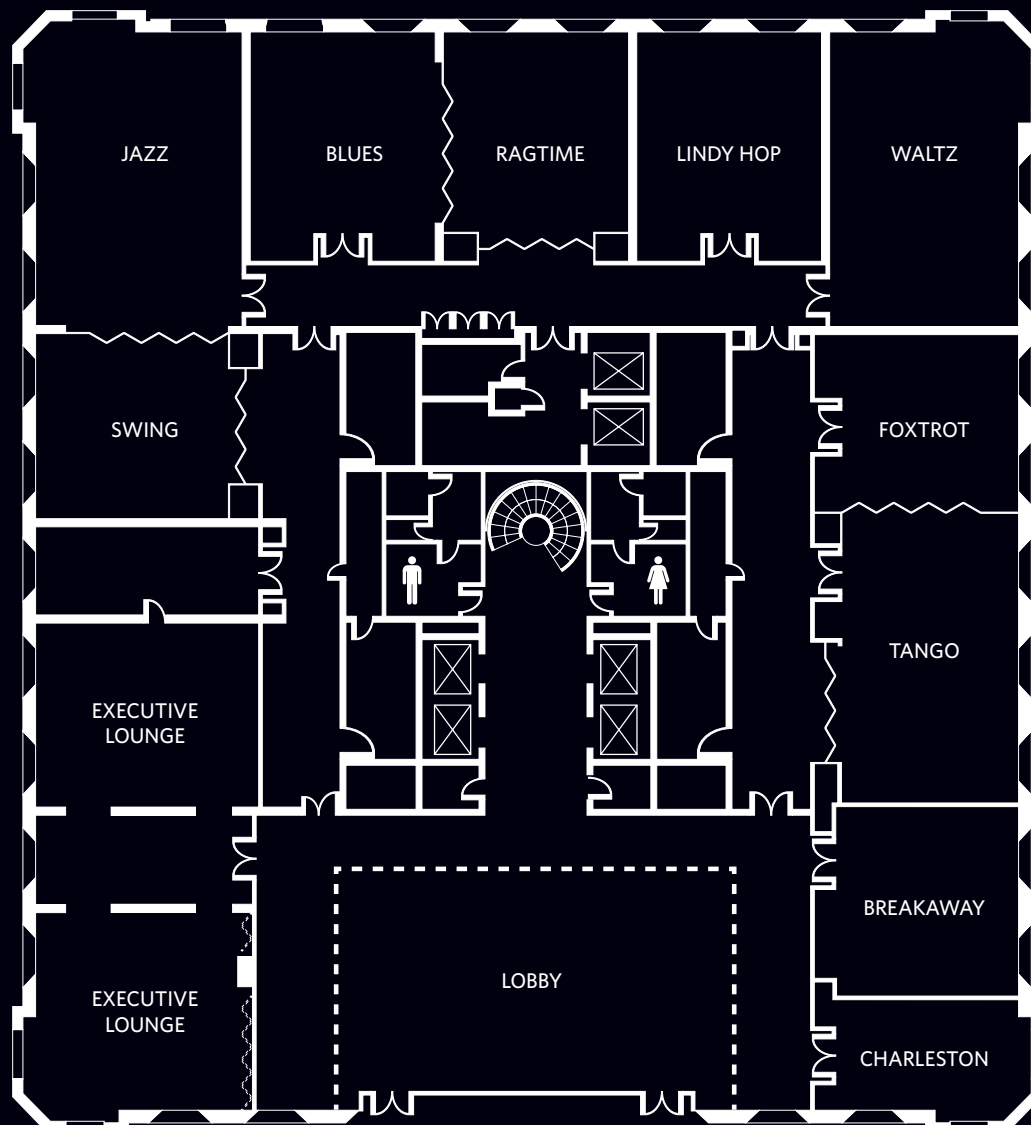 JAZZ
BLUES
RAGTIME
LINDY HOP
WALTZ
SWING
FOXTROT
TANGO
EXECUTIVE
LOUNGE
BREAKAWAY
LOBBY
EXECUTIVE
LOUNGE
CHARLESTON